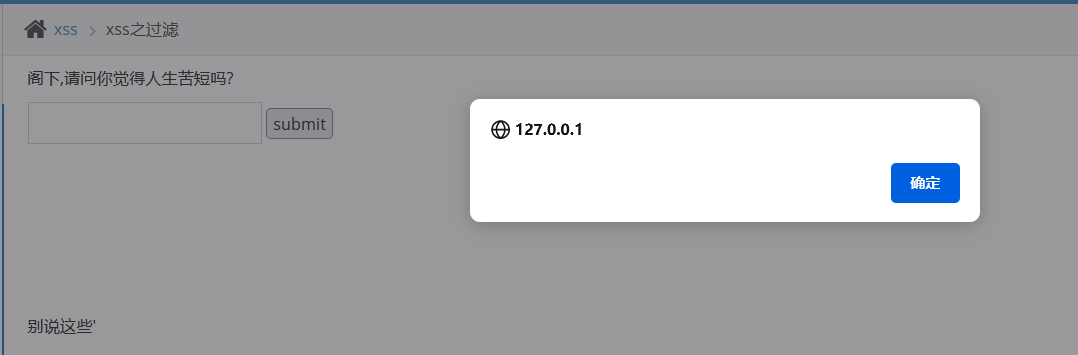 xss > xss之过滤
阁下,请问你觉得人生苦短吗?
submit
127.0.0.1
确定
别说这些'